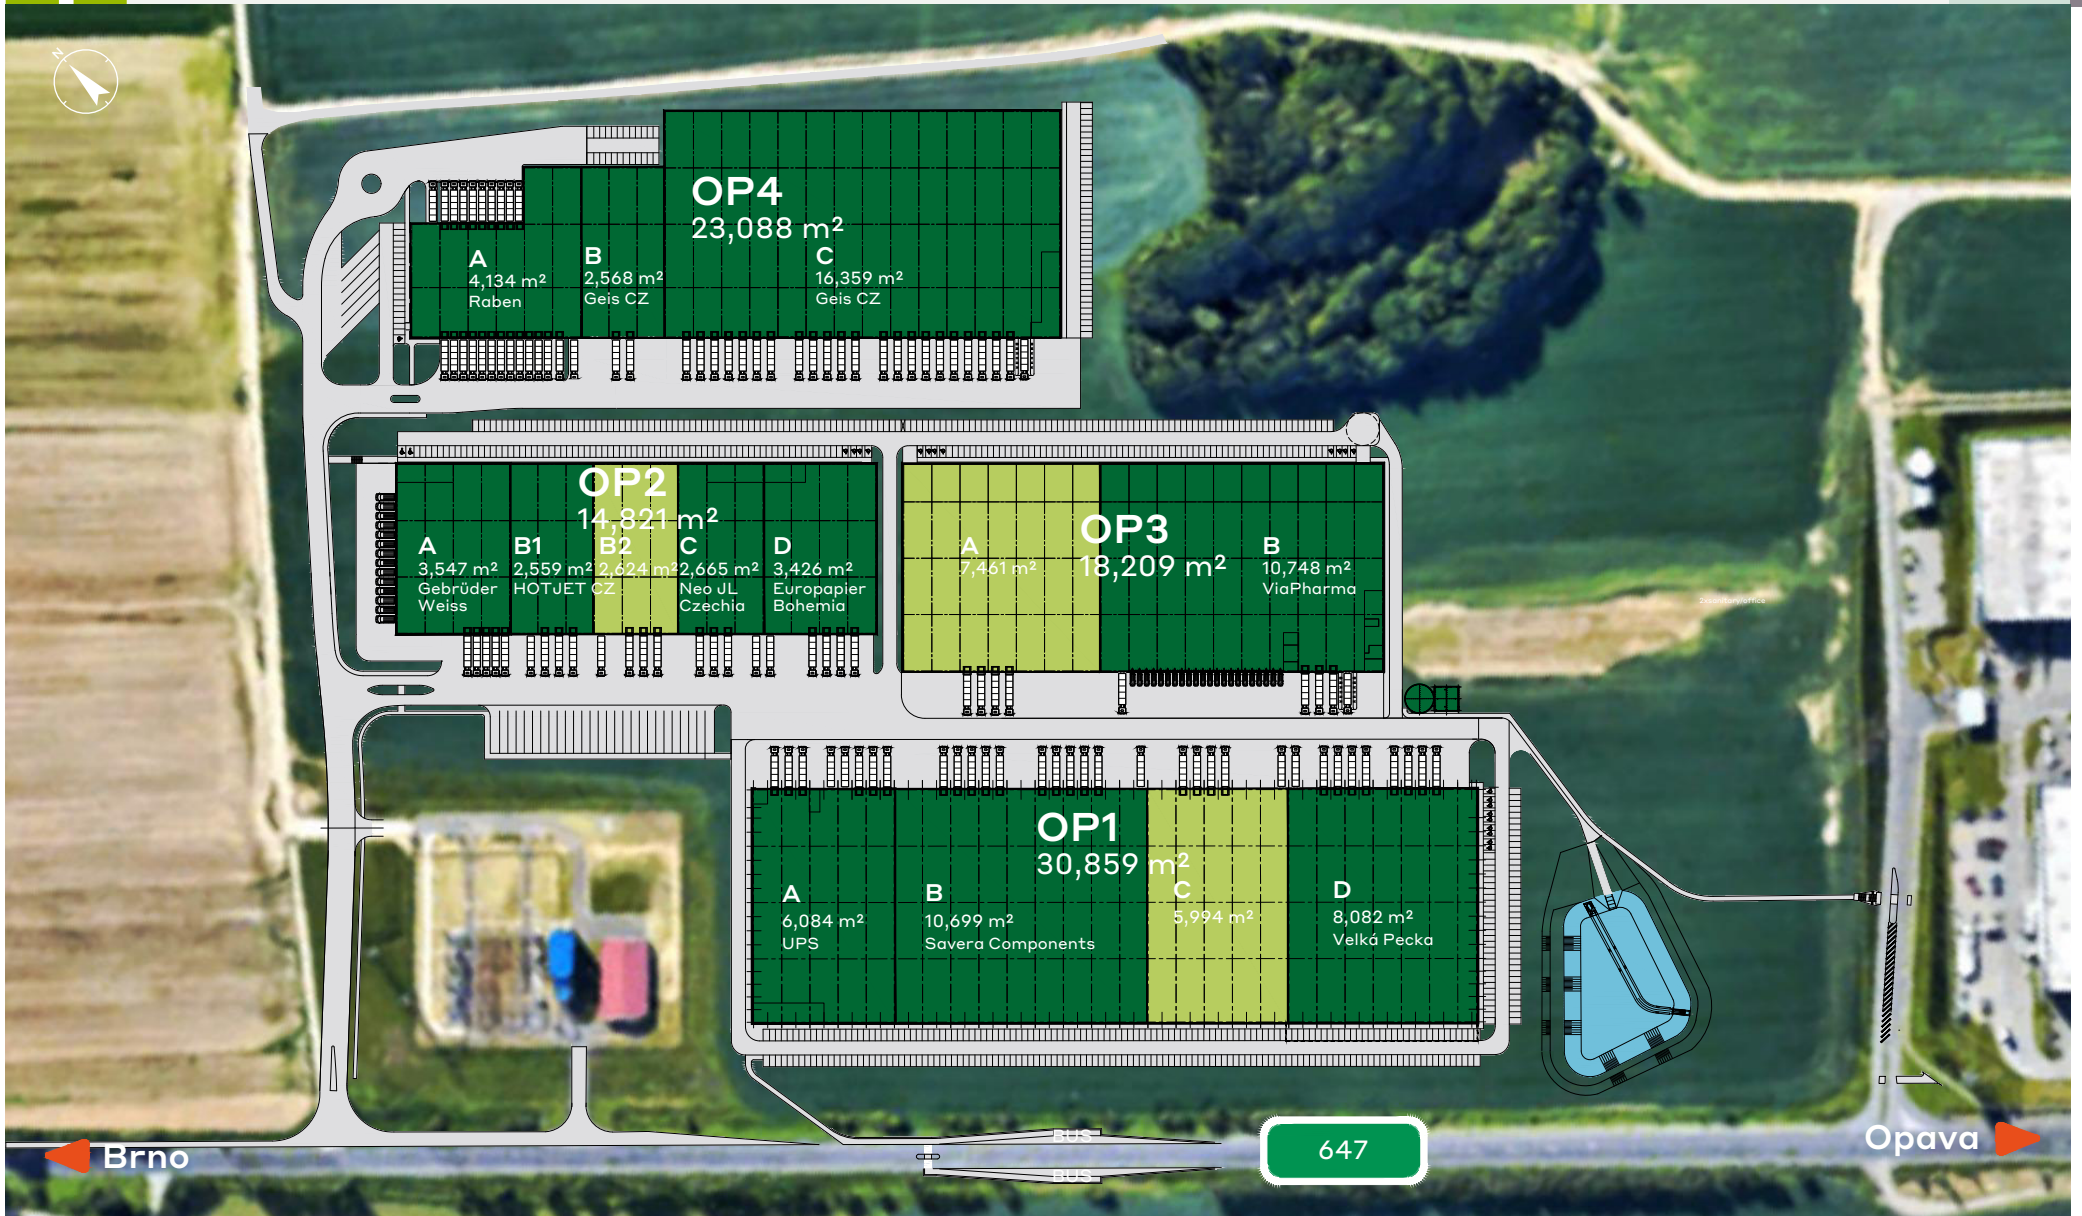 N
OP4
23,088 m²
A
4,134 m²
Raben
B
2,568 m²
Geis CZ
C
16,359 m²
Geis CZ
OP2
14,821 m²
A
3,547 m²
Gebrüder
Weiss
B1
2,559 m²
HOTJET CZ
B2
2,624 m²
C
2,665 m²
Neo JL
Czechia
D
3,426 m²
Europapier
Bohemia
OP3
18,209 m²
A
7,461 m²
B
10,748 m²
ViaPharma
OP1
30,859 m²
A
6,084 m²
UPS
B
10,699 m²
Savera Components
C
5,994 m²
D
8,082 m²
Velká Pecka
BUS
BUS
647
Brno
Opava